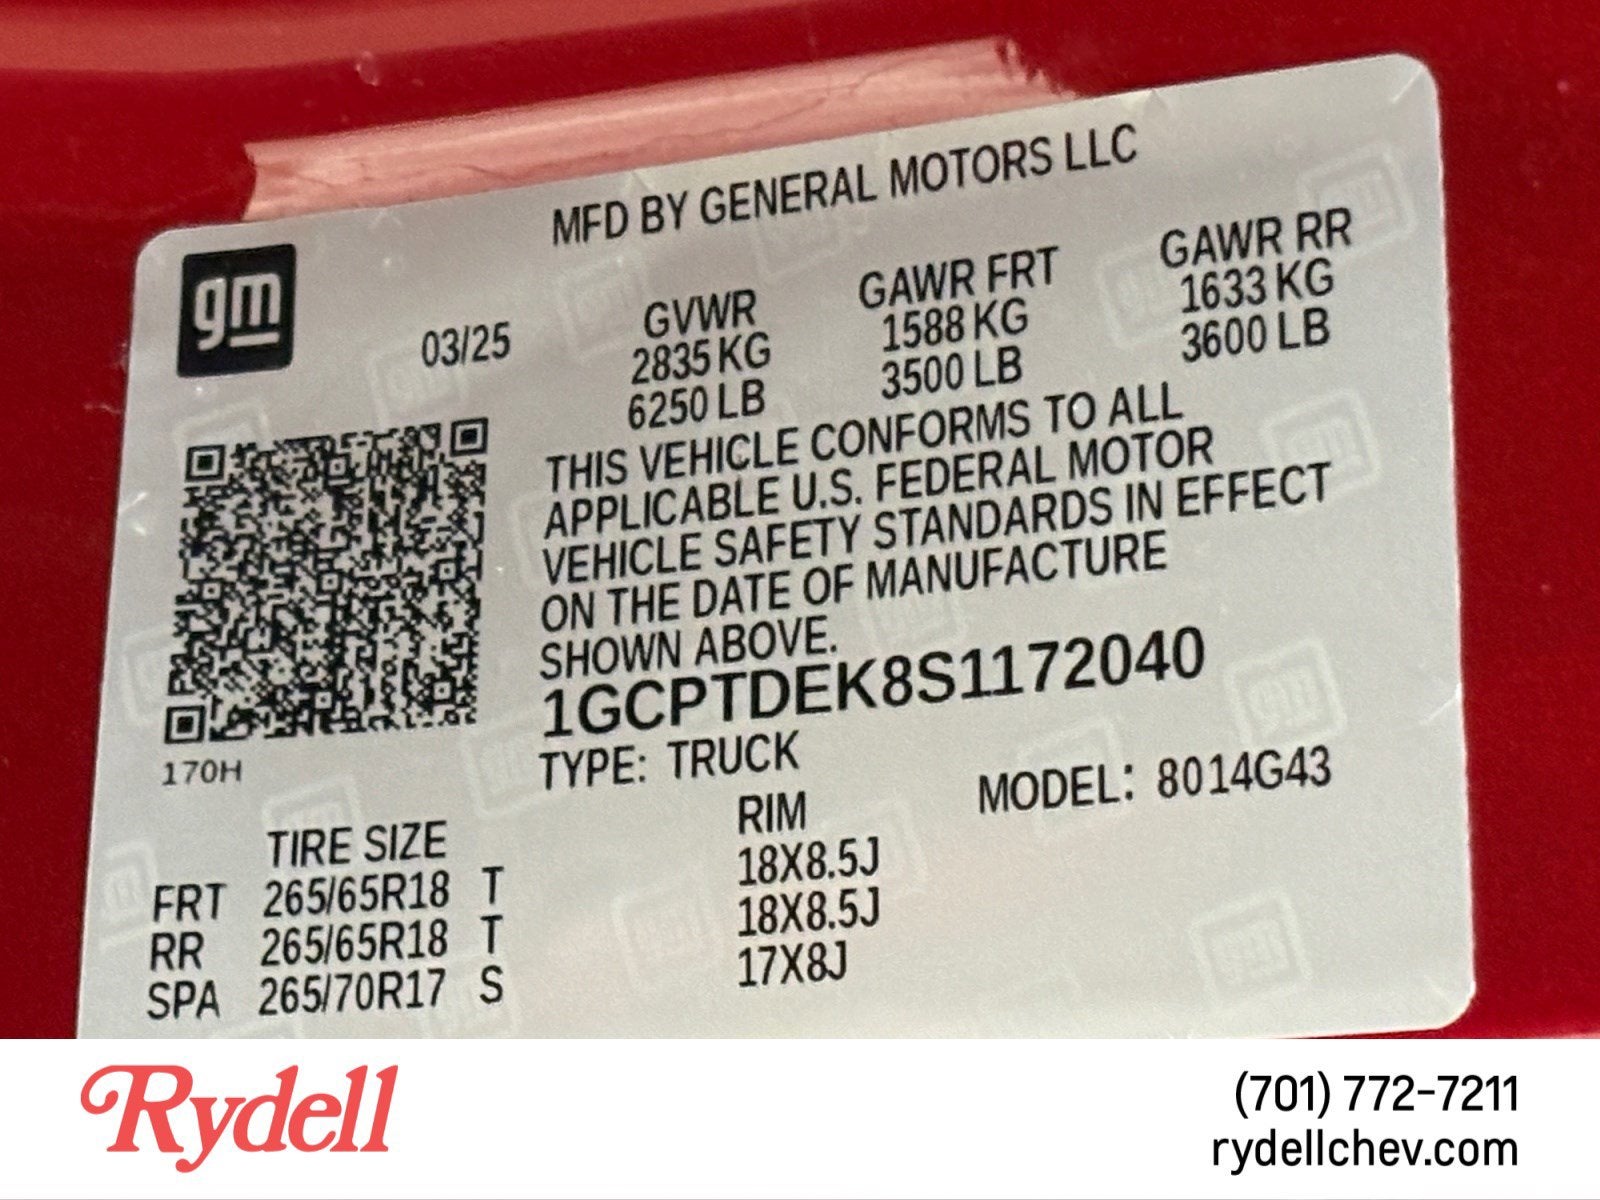 MFD BY GENERAL MOTORS LLC
gm
03/25
GVWR
2835 KG
6250 LB
GAWR FRT
1588 KG
3500 LB
GAWR RR
1633 KG
3600 LB
THIS VEHICLE CONFORMS TO ALL
APPLICABLE U.S. FEDERAL MOTOR
VEHICLE SAFETY STANDARDS IN EFFECT
ON THE DATE OF MANUFACTURE
SHOWN ABOVE.
1GCPTDEK8S1172040
170H
TYPE: TRUCK
MODEL: 8014G43
TIRE SIZE RIM
FRT 265/65R18 T 18X8.5J
RR 265/65R18 T 18X8.5J
SPA 265/70R17 S 17X8J
Rydell
(701) 772-7211
rydellchev.com